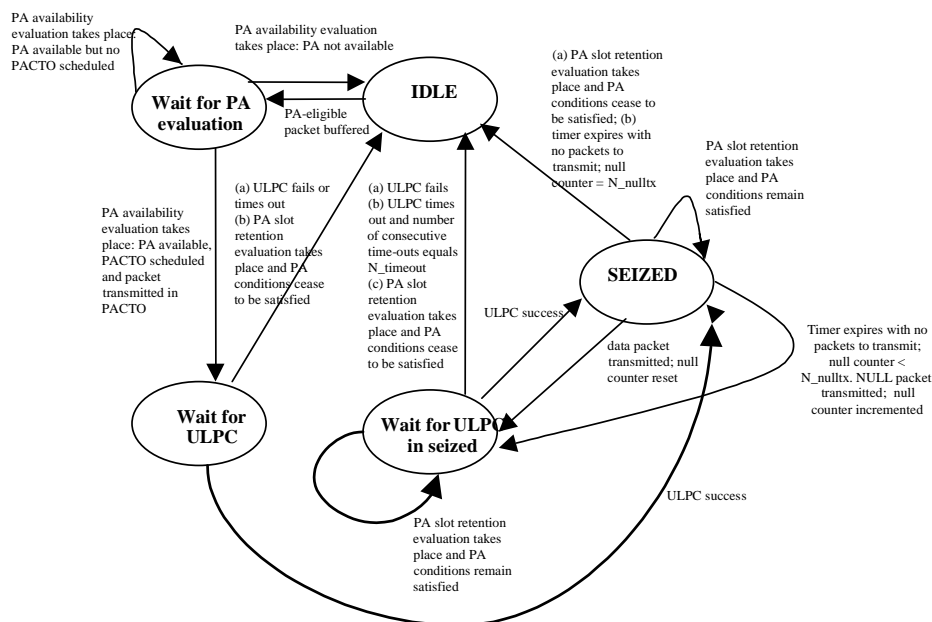 PA availability
evaluation takes place:
PA available but no
PACTO scheduled
PA availability evaluation
takes place: PA not available
Wait for PA
evaluation
IDLE
PA-eligible
packet buffered
(a) PA slot retention
evaluation takes
place and PA
conditions cease to
be satisfied; (b)
timer expires with
no packets to
transmit; null
counter = N_nulltx
PA slot retention
evaluation takes
place and PA
conditions remain
satisfied
PA availability
evaluation takes
place: PA available,
PACTO scheduled
and packet
transmitted in
PACTO
(a) ULPC fails or
times out
(b) PA slot
retention
evaluation takes
place and PA
conditions cease
to be satisfied
(a) ULPC fails
(b) ULPC times
out and number
of consecutive
time-outs equals
N_timeout
(c) PA slot
retention
evaluation takes
place and PA
conditions cease
to be satisfied
SEIZED
ULPC success
data packet
transmitted; null
counter reset
Timer expires with no
packets to transmit;
null counter <
N_nulltx. NULL packet
transmitted; null
counter incremented
Wait for
ULPC
Wait for ULPC
in seized
ULPC success
PA slot retention
evaluation takes
place and PA
conditions remain
satisfied